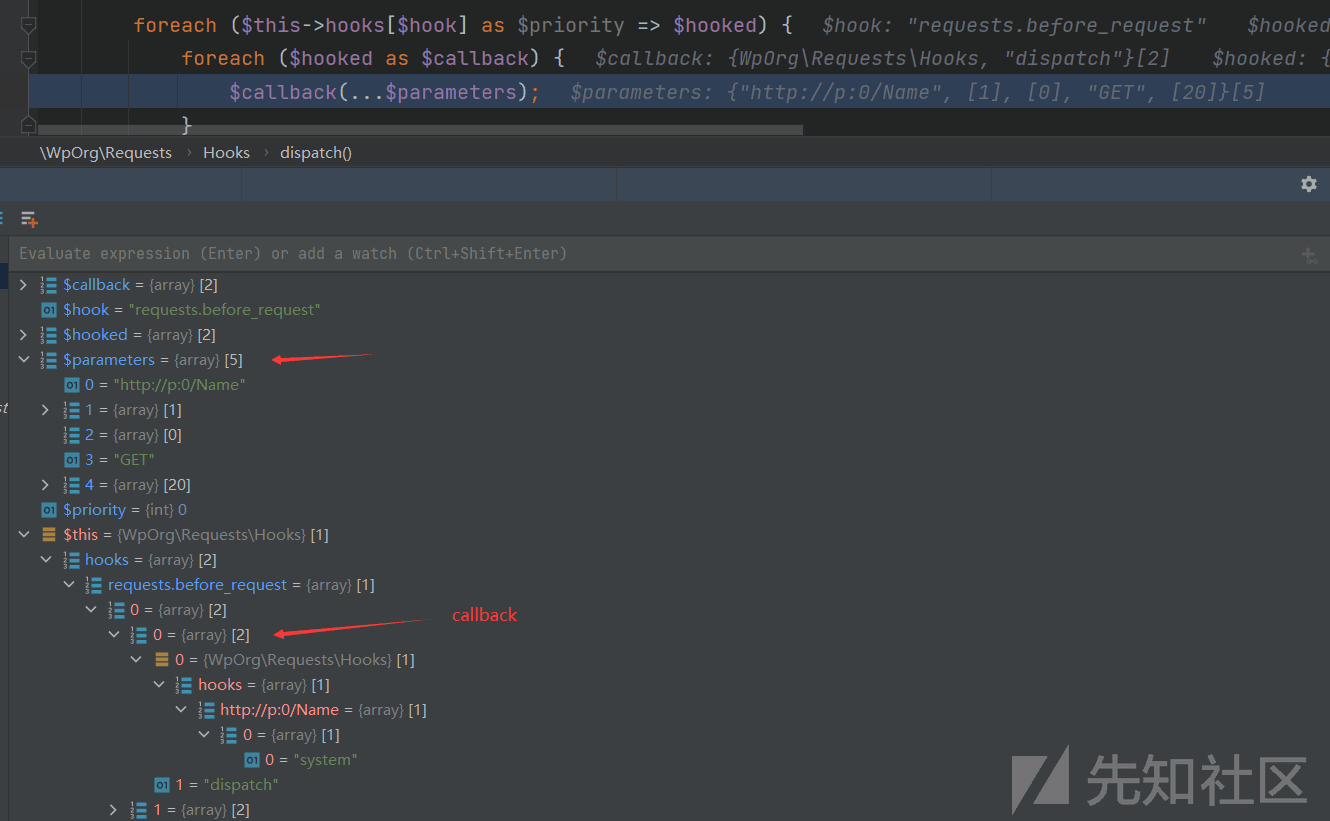 foreach ($this->hooks[$hook] as $priority => $hooked) {   $hook: "requests.before_request"   $hooked
foreach ($hooked as $callback) {   $callback: {WpOrg\Requests\Hooks, "dispatch"}[2]   $hooked: {
$callback(...$parameters);   $parameters: {"http://p:0/Name", [1], [0], "GET", [20]}[5]
}
\WpOrg\Requests › Hooks › dispatch()
Evaluate expression (Enter) or add a watch (Ctrl+Shift+Enter)
$callback = {array} [2]
$hook = "requests.before_request"
$hooked = {array} [2]
$parameters = {array} [5]
0 = "http://p:0/Name"
st
1 = {array} [1]
2 = {array} [0]
3 = "GET"
4 = {array} [20]
$priority = {int} 0
$this = {WpOrg\Requests\Hooks} [1]
hooks = {array} [2]
requests.before_request = {array} [1]
0 = {array} [2]
callback
0 = {array} [2]
0 = {WpOrg\Requests\Hooks} [1]
hooks = {array} [1]
http://p:0/Name = {array} [1]
0 = {array} [1]
0 = "system"
1 = "dispatch"
1 = {array} [2]
先知社区